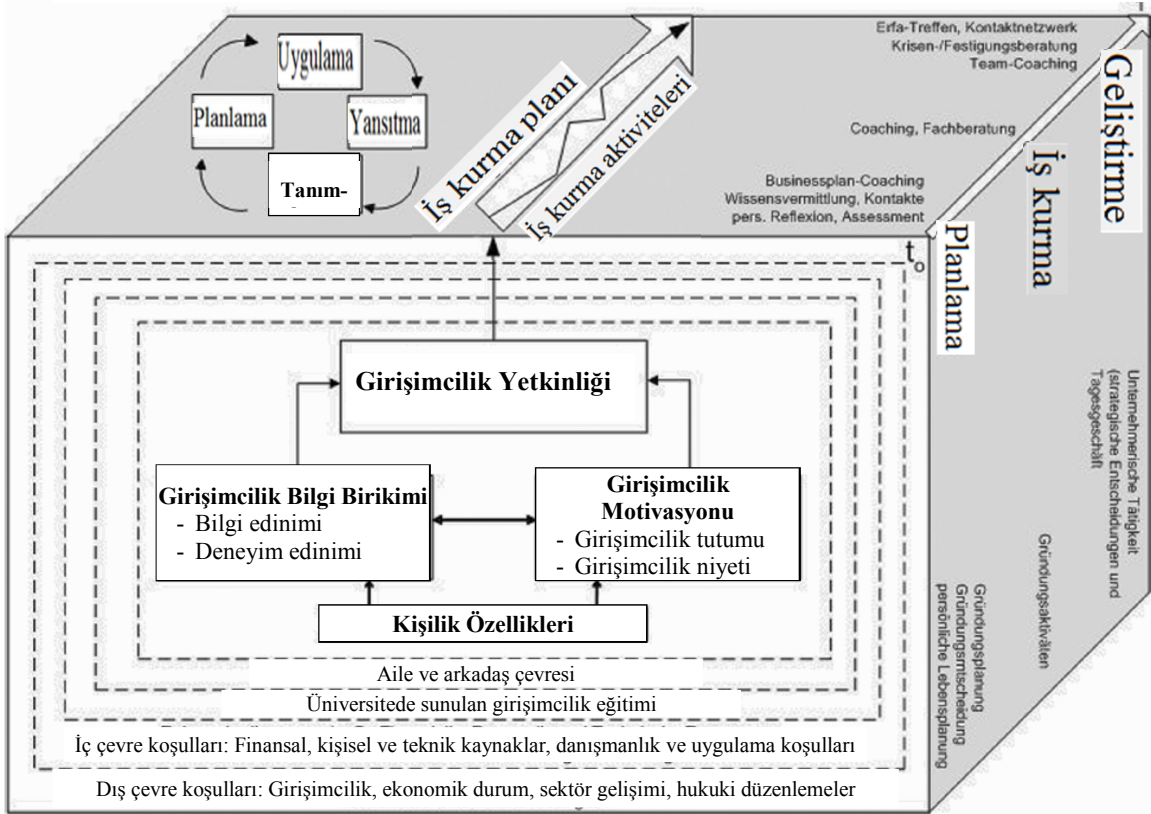 Uygulama
Planlama
Yansıtma
Tanım-
İş kurma planı
İş kurma aktiviteleri
Erfa-Treffen, Kontaktnetzwerk
Krisen-/Festigungsberatung
Team-Coaching
Coaching, Fachberatung
Businessplan-Coaching
Wissensvermittlung, Kontakte
pers. Reflexion, Assessment
Geliştirme
İş kurma
Planlama
to
Girişimcilik Yetkinliği
Girişimcilik Bilgi Birikimi
- Bilgi edinimi
- Deneyim edinimi
Girişimcilik
Motivasyonu
- Girişimcilik tutumu
- Girişimcilik niyeti
Kişilik Özellikleri
Aile ve arkadaş çevresi
Üniversitede sunulan girişimcilik eğitimi
İç çevre koşulları: Finansal, kişisel ve teknik kaynaklar, danışmanlık ve uygulama koşulları
Dış çevre koşulları: Girişimcilik, ekonomik durum, sektör gelişimi, hukuki düzenlemeler
Unternehmerische Tätigkeit
(strategische Entscheidungen und
Tagesgeschäft
Gründungsaktiväten
Gründungsplanung
Gründungsmtscheidung
persönliche Lebensplanung